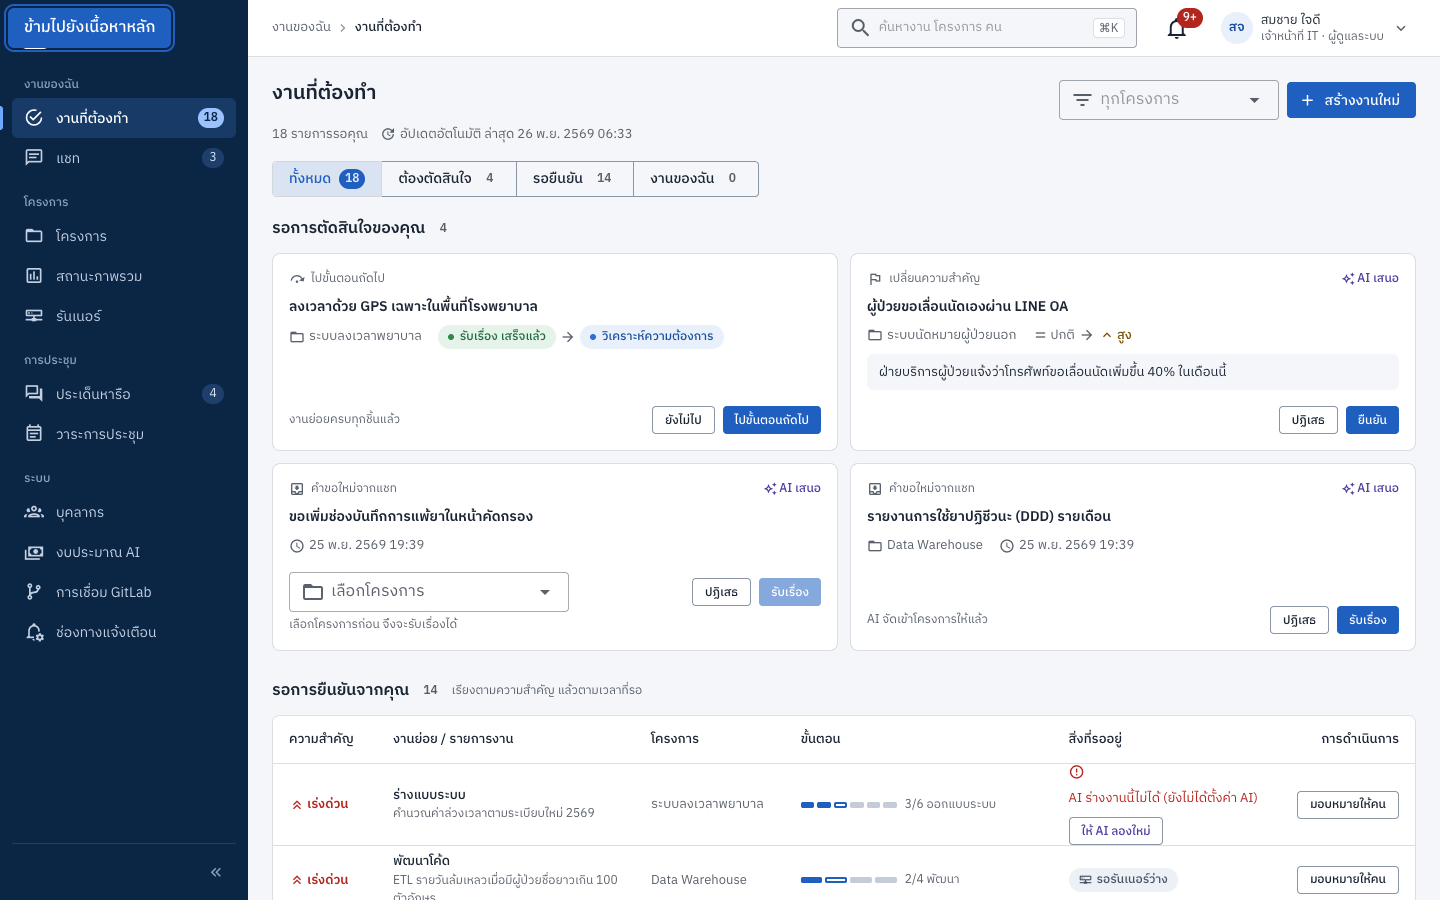 ข้ามไปยังเนื้อหาหลัก
งานของฉัน
งานที่ต้องทำ 18
แชท 3
โครงการ
โครงการ
สถานะภาพรวม
รันเนอร์
การประชุม
ประเด็นหารือ 4
วาระการประชุม
ระบบ
บุคลากร
งบประมาณ AI
การเชื่อม GitLab
ช่องทางแจ้งเตือน
งานของฉัน > งานที่ต้องทำ
ค้นหางาน โครงการ คน ⌘K
9+
สจ
สมชาย ใจดี
เจ้าหน้าที่ IT · ผู้ดูแลระบบ
งานที่ต้องทำ
ทุกโครงการ
+ สร้างงานใหม่
18 รายการรอคุณ อัปเดตอัตโนมัติ ล่าสุด 26 พ.ย. 2569 06:33
ทั้งหมด 18 ต้องตัดสินใจ 4 รอยืนยัน 14 งานของฉัน 0
รอการตัดสินใจของคุณ 4
ไปขั้นตอนถัดไป
ลงเวลาด้วย GPS เฉพาะในพื้นที่โรงพยาบาล
ระบบลงเวลาพยาบาล รับเรื่อง เสร็จแล้ว → วิเคราะห์ความต้องการ
งานย่อยครบทุกชิ้นแล้ว ยังไม่ไป ไปขั้นตอนถัดไป
เปลี่ยนความสำคัญ AI เสนอ
ผู้ป่วยขอเลื่อนนัดเองผ่าน LINE OA
ระบบนัดหมายผู้ป่วยนอก ปกติ → สูง
ฝ่ายบริการผู้ป่วยแจ้งว่าโทรศัพท์ขอเลื่อนนัดเพิ่มขึ้น 40% ในเดือนนี้
ปฏิเสธ ยืนยัน
คำขอใหม่จากแชท AI เสนอ
ขอเพิ่มช่องบันทึกการแพ้ยาในหน้าคัดกรอง
25 พ.ย. 2569 19:39
เลือกโครงการ ปฏิเสธ รับเรื่อง
เลือกโครงการก่อน จึงจะรับเรื่องได้
คำขอใหม่จากแชท AI เสนอ
รายงานการใช้ยาปฏิชีวนะ (DDD) รายเดือน
Data Warehouse 25 พ.ย. 2569 19:39
AI จัดเข้าโครงการให้แล้ว ปฏิเสธ รับเรื่อง
รอการยืนยันจากคุณ 14 เรียงตามความสำคัญ แล้วตามเวลาที่รอ
ความสำคัญ งานย่อย / รายการงาน โครงการ ขั้นตอน สิ่งที่รออยู่ การดำเนินการ
เร่งด่วน
ร่างแบบระบบ
คำนวณค่าล่วงเวลาตามระเบียบใหม่ 2569
ระบบลงเวลาพยาบาล
3/6 ออกแบบระบบ
AI ร่างงานนี้ไม่ได้ (ยังไม่ได้ตั้งค่า AI)
ให้ AI ลองใหม่
มอบหมายให้คน
เร่งด่วน
พัฒนาโค้ด
ETL รายวันล้มเหลวเมื่อมีผู้ป่วยชื่อยาวเกิน 100
ตัวอักษร
Data Warehouse
2/4 พัฒนา
รอรันเนอร์ว่าง
มอบหมายให้คน